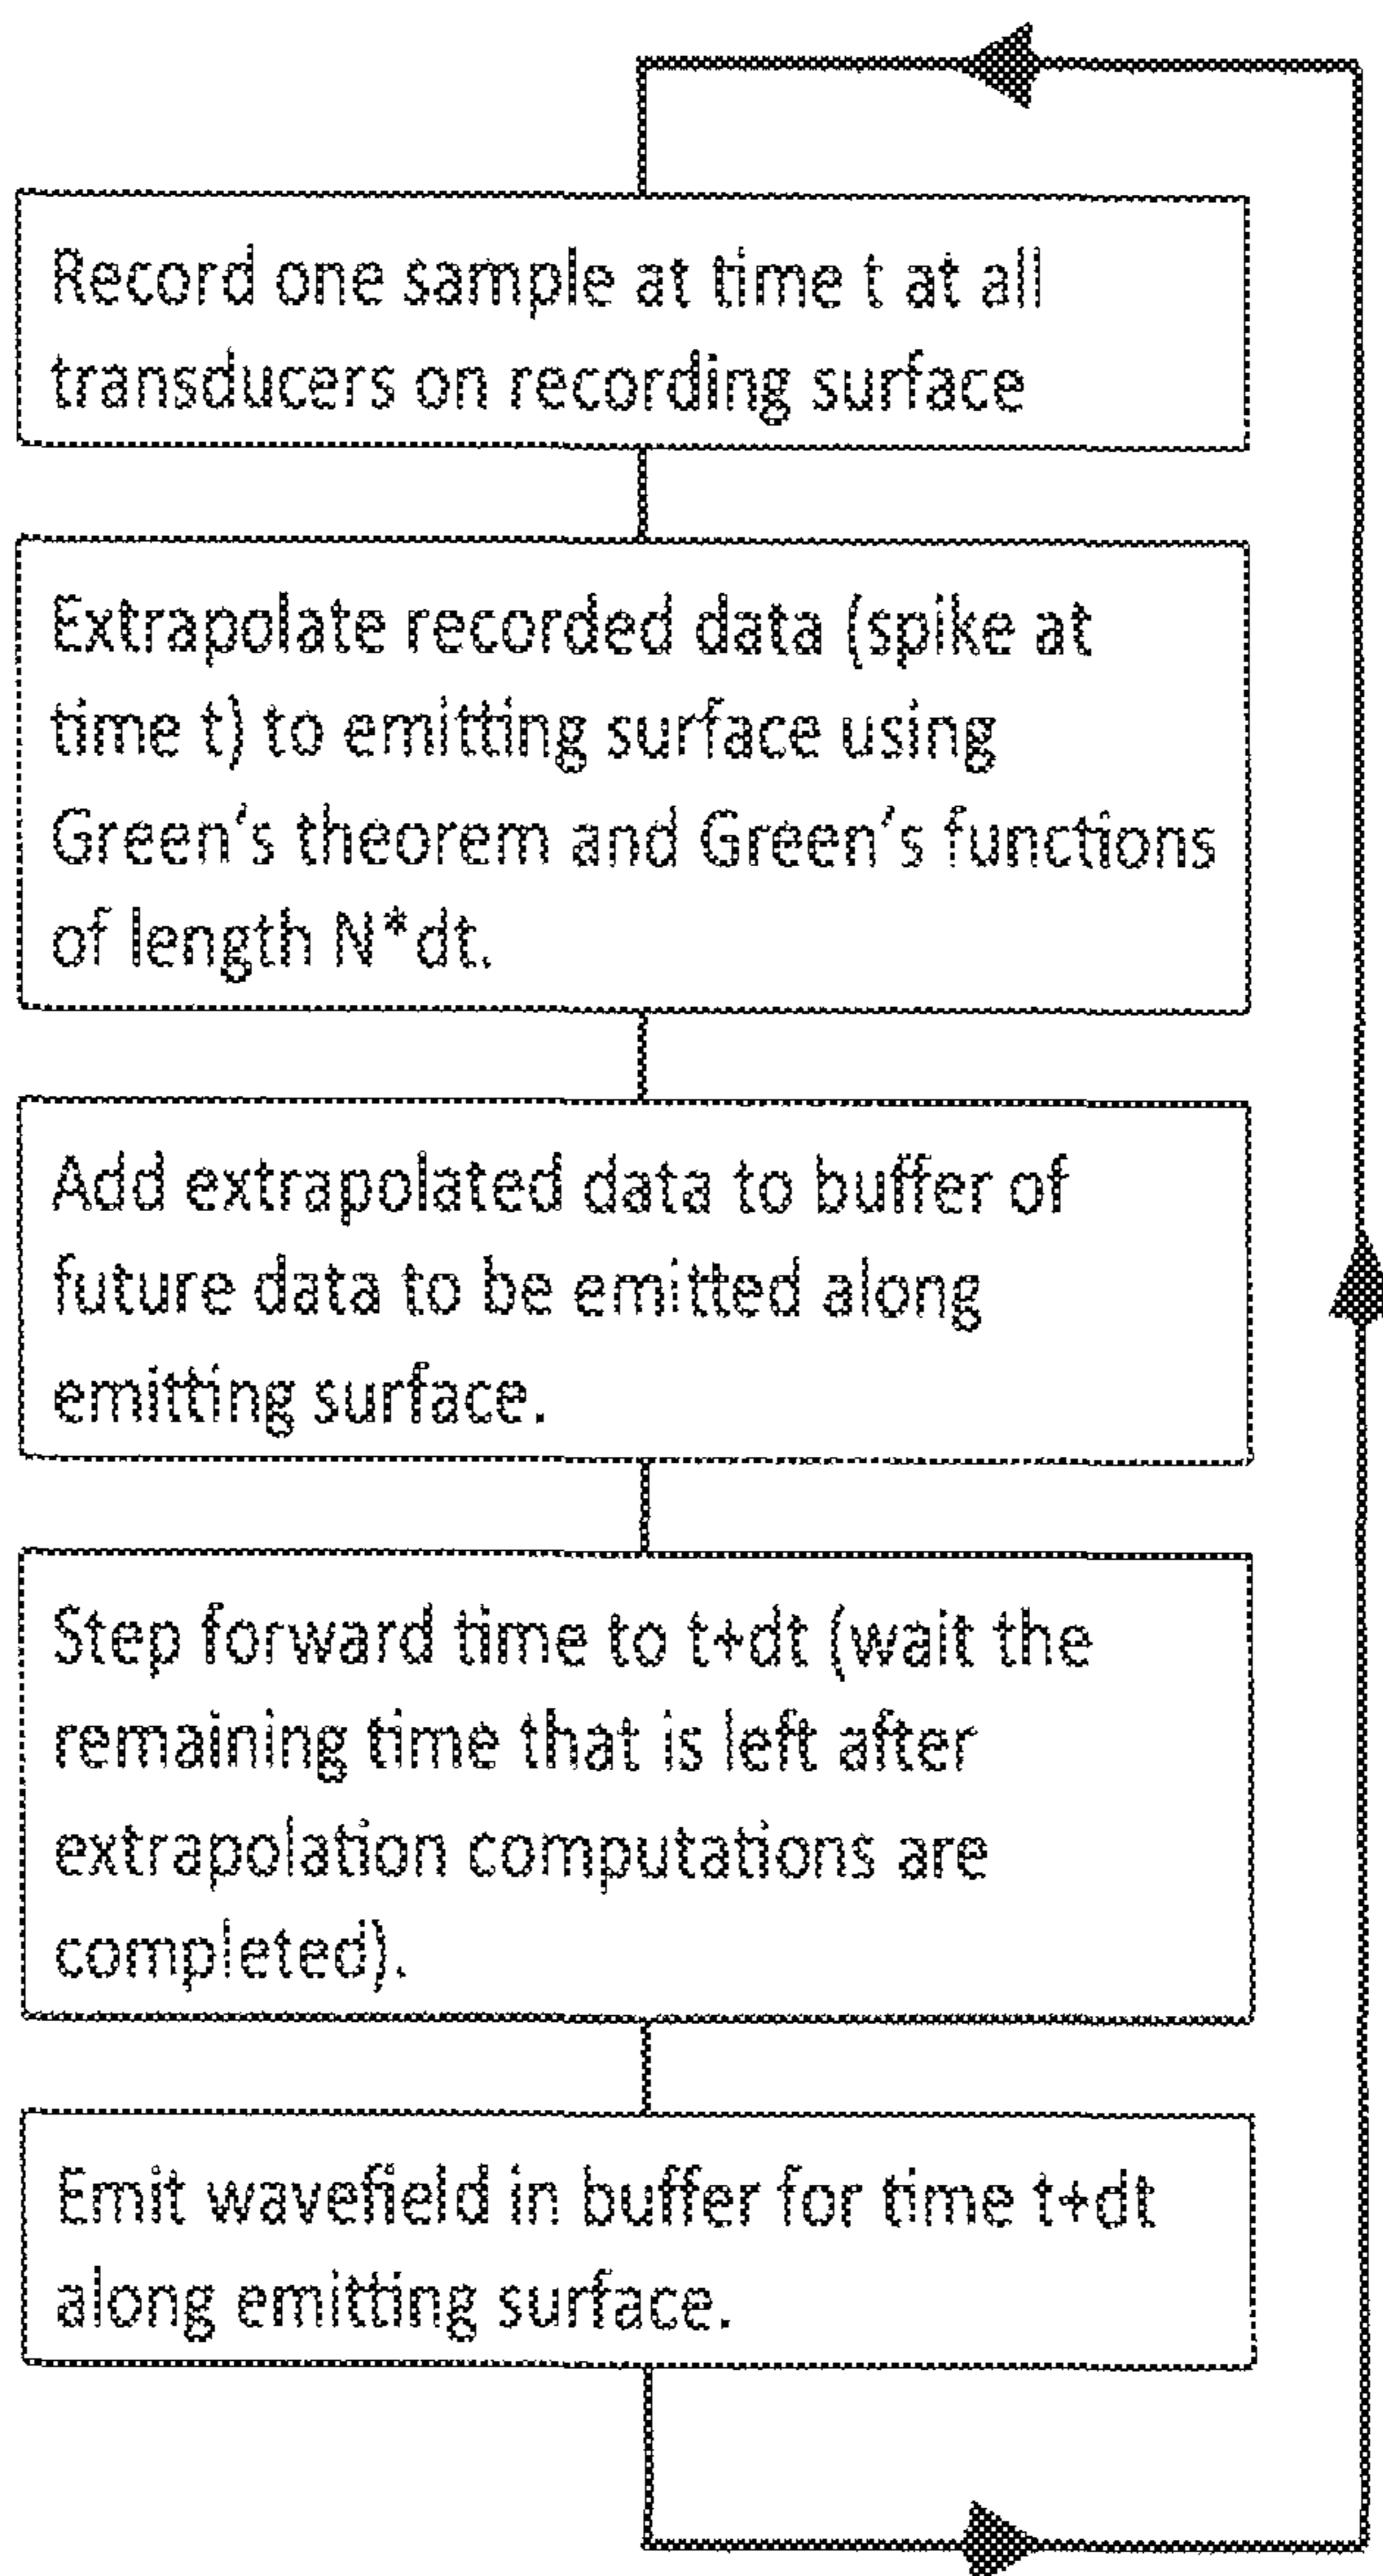 Record one sample at time t at all
transducers on recording surface
Extrapolate recorded data (spike at
time t) to emitting surface using
Green‘s theorem and Green’s functions
of length N*dt.
Add extrapolated data to buffer of
future data to be emitted along
emitting surface.
Step forward time to t+dt (wait the
remaining time that is left after
extrapolation computations are
completed).
Emit wavefield in buffer for time t+dt
along emitting surface.